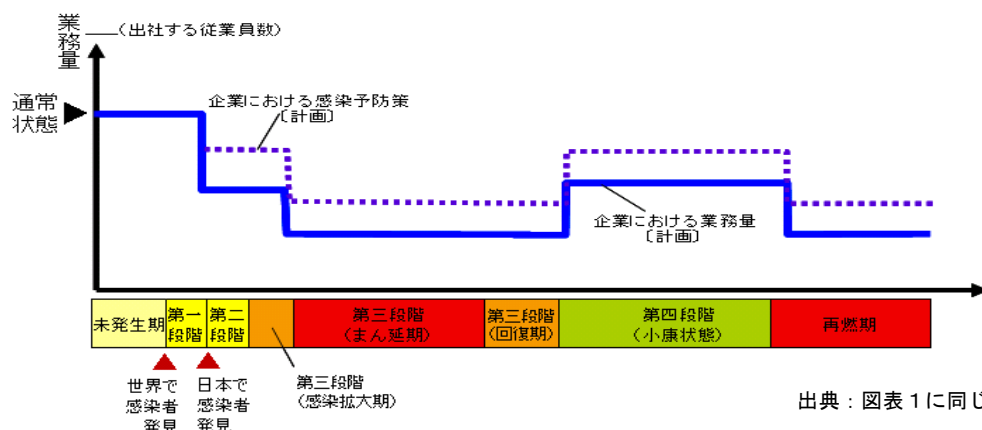 業務量
（出社する従業員数）
通常
状態
企業における感染予防策
〔計画〕
企業における業務量
〔計画〕
未発生期
第一
段階
第二
段階
第三段階
（まん延期）
第三段階
（回復期）
第四段階
（小康状態）
再燃期
世界で
感染者
発見
日本で
感染者
発見
第三段階
（感染拡大期）
出典：図表１に同じ